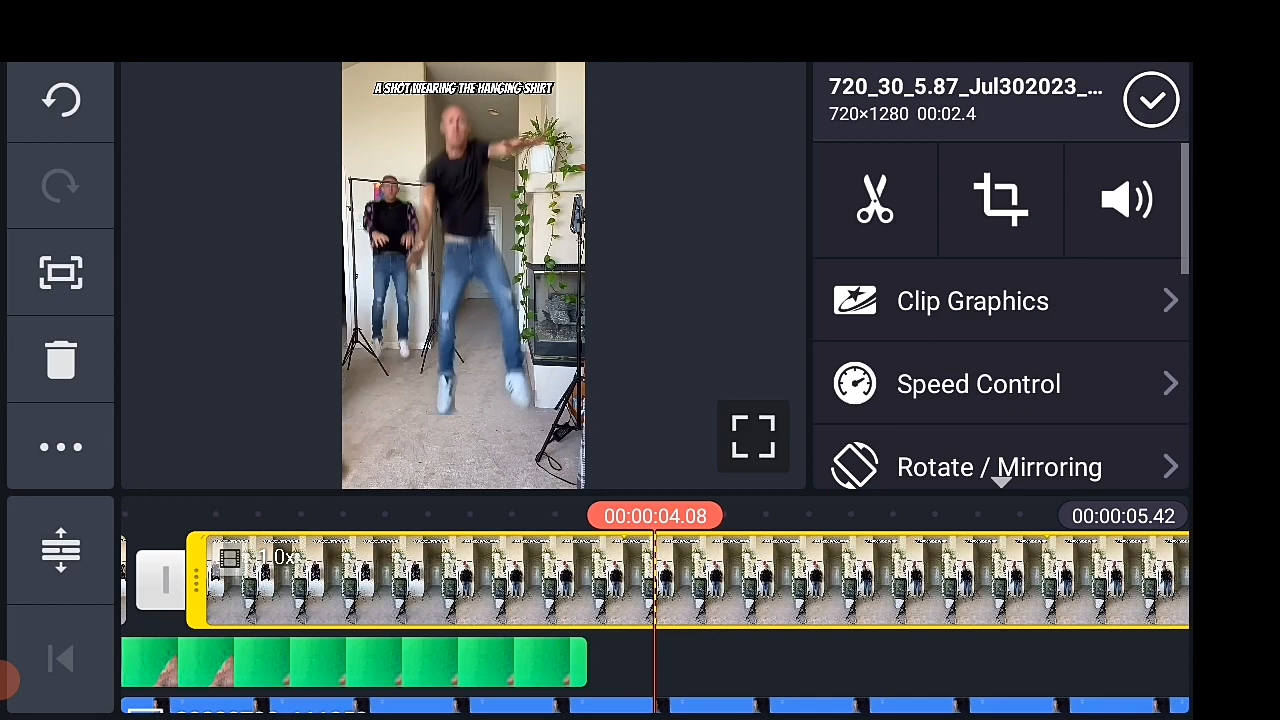 A SHOT WEARING THE HANGING SHIRT
720_30_5.87_Jul302023_...
720×1280 00:02.4
Clip Graphics
Speed Control
Rotate / Mirroring
00:00:04.08
00:00:05.42
1.0x